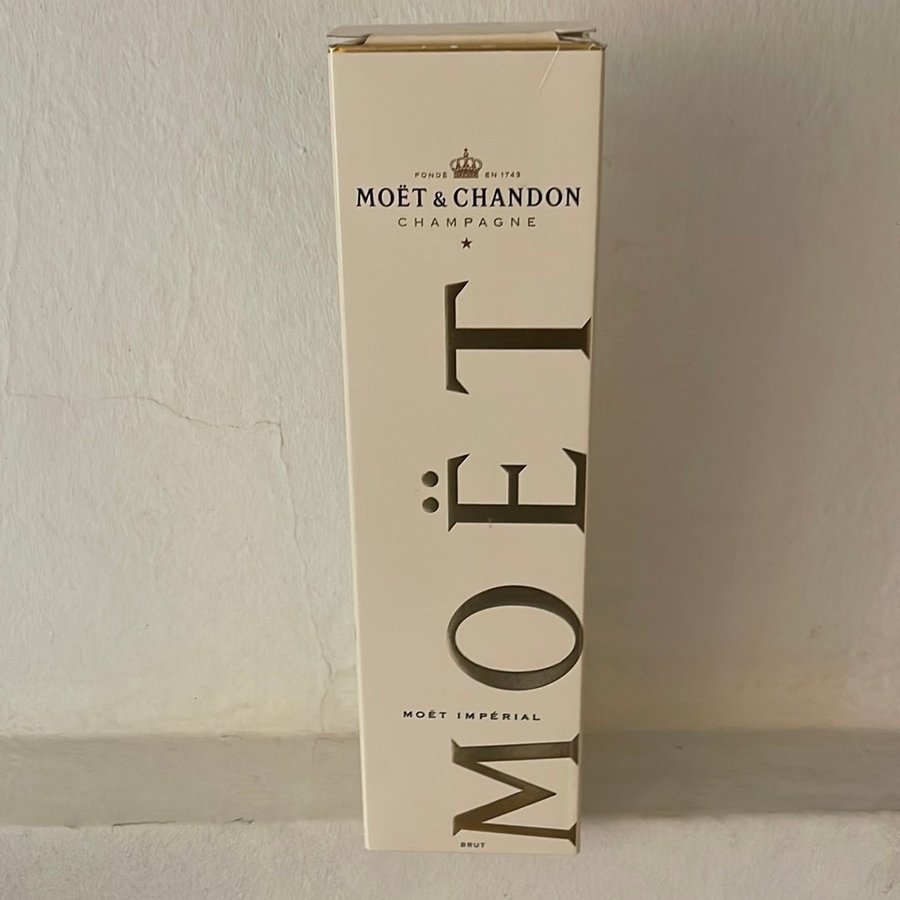 FONDÉ EN 1743
MOËT & CHANDON
CHAMPAGNE
MOËT
MOËT IMPÉRIAL
BRUT